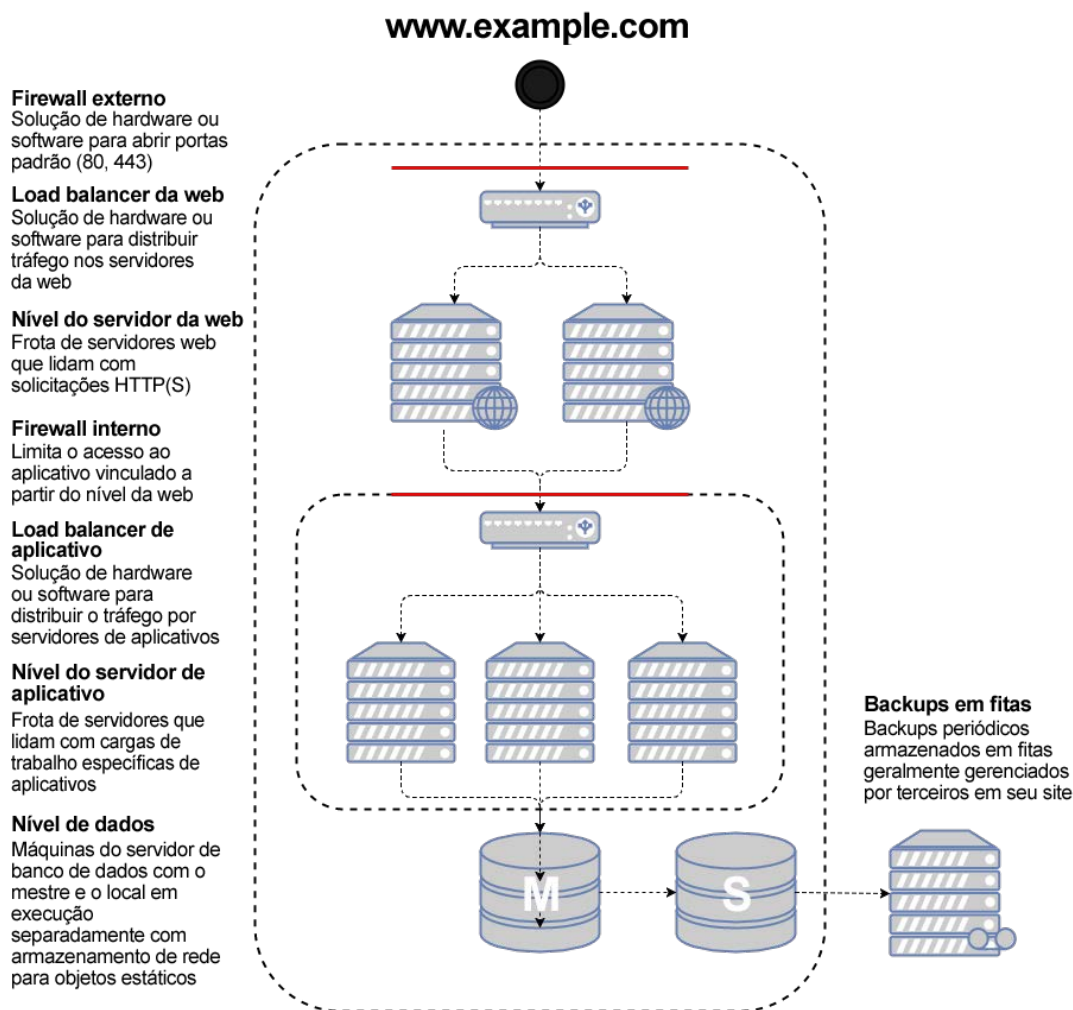 www.example.com
Firewall externo
Solução de hardware ou
software para abrir portas
padrão (80, 443)
Load balancer da web
Solução de hardware ou
software para distribuir
tráfego nos servidores
da web
Nível do servidor da web
Frota de servidores web
que lidam com
solicitações HTTP(S)
Firewall interno
Limita o acesso ao
aplicativo vinculado a
partir do nível da web
Load balancer de
aplicativo
Solução de hardware
ou software para
distribuir o tráfego por
servidores de aplicativos
Nível do servidor de
aplicativo
Frota de servidores que
lidam com cargas de
trabalho específicas de
aplicativos
Nível de dados
Máquinas do servidor de
banco de dados com o
mestre e o local em
execução
separadamente com
armazenamento de rede
para objetos estáticos
M
S
Backups em fitas
Backups periódicos
armazenados em fitas
geralmente gerenciados
por terceiros em seu site